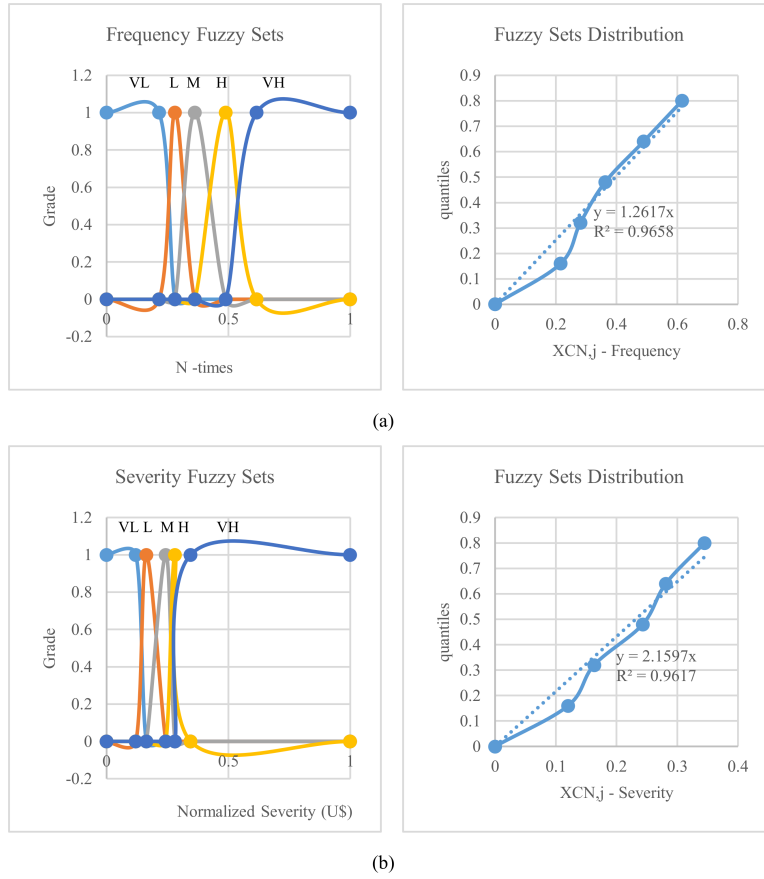 Frequency Fuzzy Sets
VL L M H VH
1.2
1
0.8
0.6
0.4
0.2
0
-0.2
Grade
0 0.5 1
N -times
Fuzzy Sets Distribution
0.9
0.8
0.7
0.6
0.5
0.4
0.3
0.2
0.1
0
quantiles
y = 1.2617x
R² = 0.9658
0 0.2 0.4 0.6 0.8
XCN,j - Frequency
(a)
Severity Fuzzy Sets
VL L M H VH
1.2
1
0.8
0.6
0.4
0.2
0
-0.2
Grade
0 0.5 1
Normalized Severity (U$)
Fuzzy Sets Distribution
0.9
0.8
0.7
0.6
0.5
0.4
0.3
0.2
0.1
0
quantiles
y = 2.1597x
R² = 0.9617
0 0.1 0.2 0.3 0.4
XCN,j - Severity
(b)